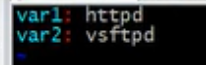 var1: httpd
var2: vsftpd
~